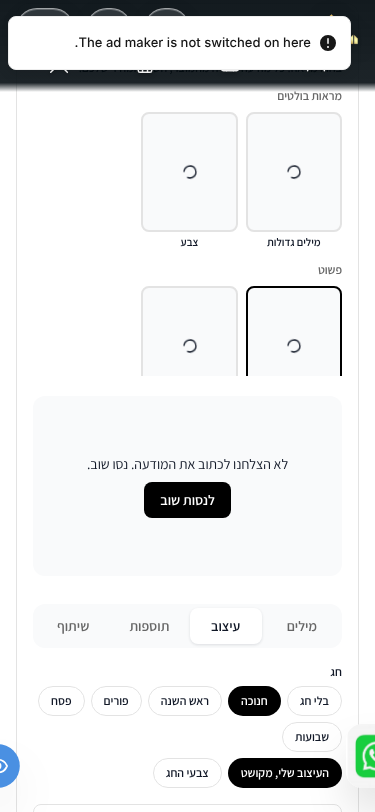 The ad maker is not switched on here.
מראות בולטים
מילים גדולות
צבע
פשוט
לא הצלחנו לכתוב את המודעה. נסו שוב.
לנסות שוב
מילים
עיצוב
תוספות
שיתוף
חג
בלי חג
חנוכה
ראש השנה
פורים
פסח
שבועות
העיצוב שלי, מקושט
צבעי החג